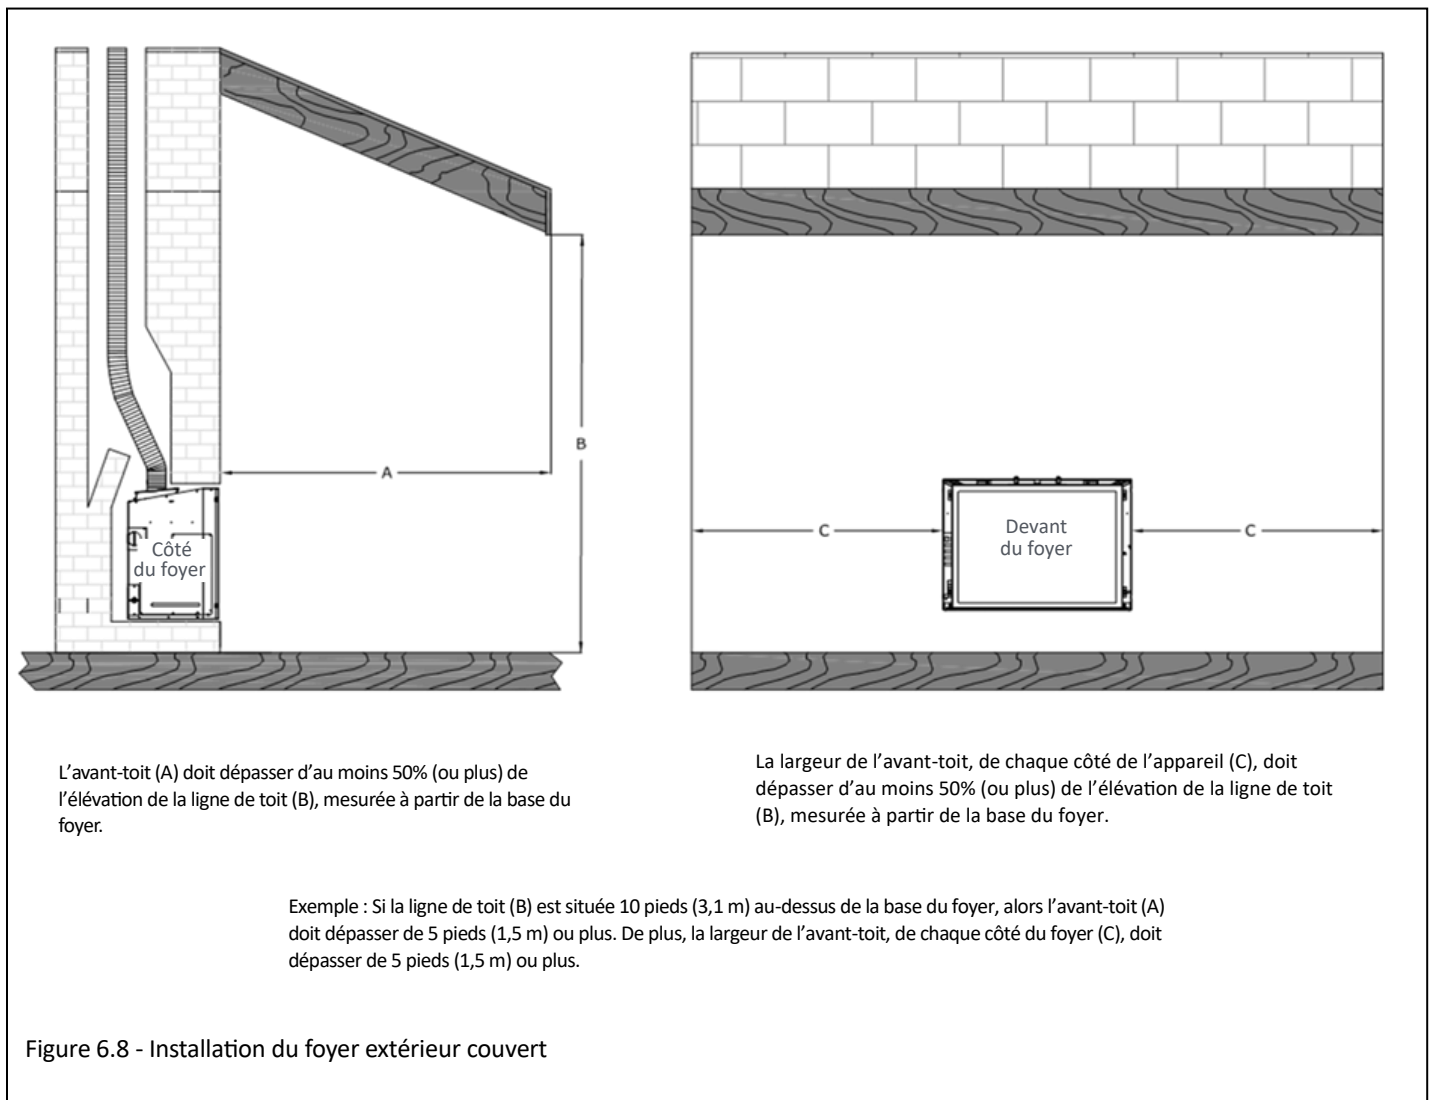 A
B
Côté
du foyer
C
Devant
du foyer
C
L'avant-toit (A) doit dépasser d'au moins 50% (ou plus) de
l'élévation de la ligne de toit (B), mesurée à partir de la base du
foyer.
La largeur de l'avant-toit, de chaque côté de l'appareil (C), doit
dépasser d'au moins 50% (ou plus) de l'élévation de la ligne de toit
(B), mesurée à partir de la base du foyer.
Exemple : Si la ligne de toit (B) est située 10 pieds (3,1 m) au-dessus de la base du foyer, alors l'avant-toit (A)
doit dépasser de 5 pieds (1,5 m) ou plus. De plus, la largeur de l'avant-toit, de chaque côté du foyer (C), doit
dépasser de 5 pieds (1,5 m) ou plus.
Figure 6.8 - Installation du foyer extérieur couvert